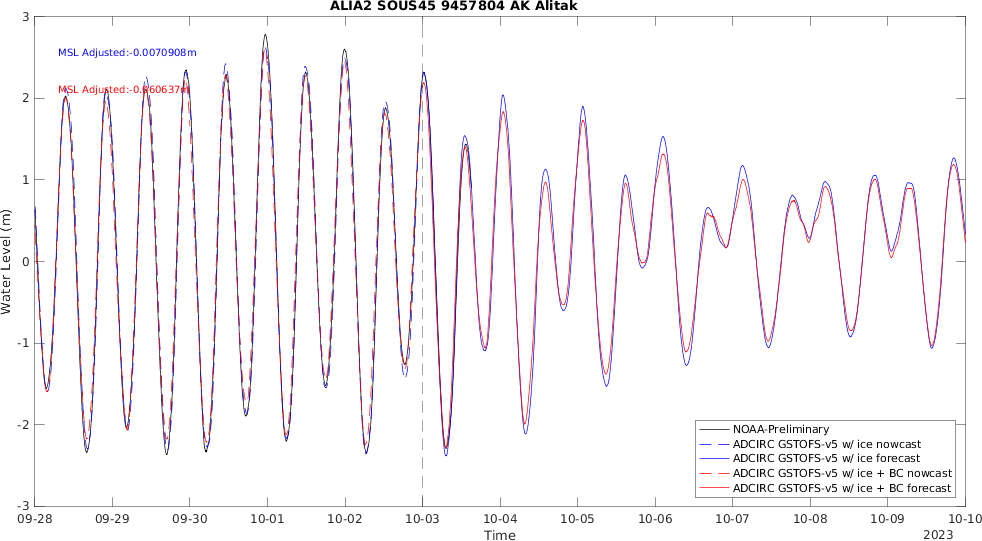 ALIA2 SOUS45 9457804 AK Alitak
3
MSL Adjusted:-0.0070908m
2
1
0
-1
-2
-3
Water Level (m)
NOAA-Preliminary
ADCIRC GSTOFS-v5 w/ ice nowcast
ADCIRC GSTOFS-v5 w/ ice forecast
ADCIRC GSTOFS-v5 w/ ice + BC nowcast
ADCIRC GSTOFS-v5 w/ ice + BC forecast
09-28 09-29 09-30 10-01 10-02 10-03 10-04 10-05 10-06 10-07 10-08 10-09 10-10
Time
2023